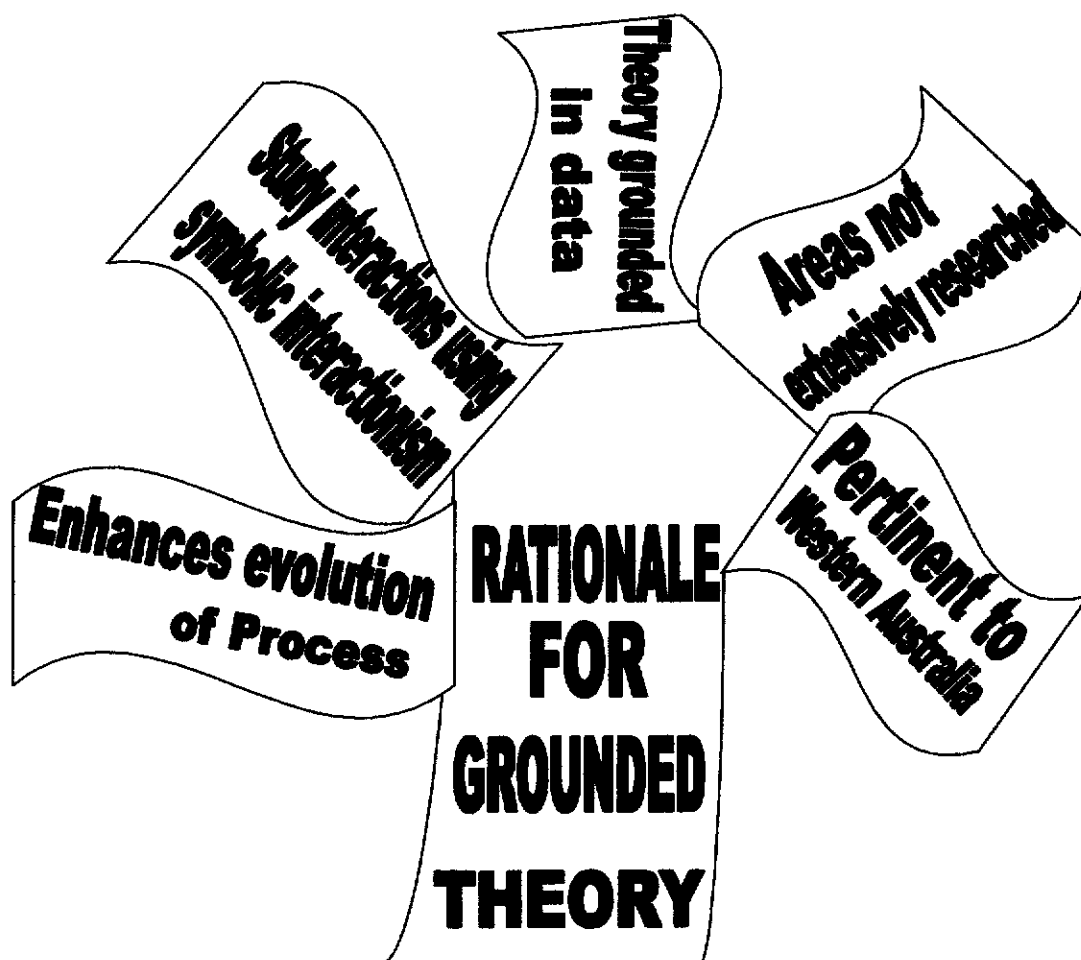 Theory grounded
in data
Study interactions using
symbolic interactionism
Areas not
extensively researched
Enhances evolution
of Process
Pertinent to
Western Australia
RATIONALE
FOR
GROUNDED
THEORY